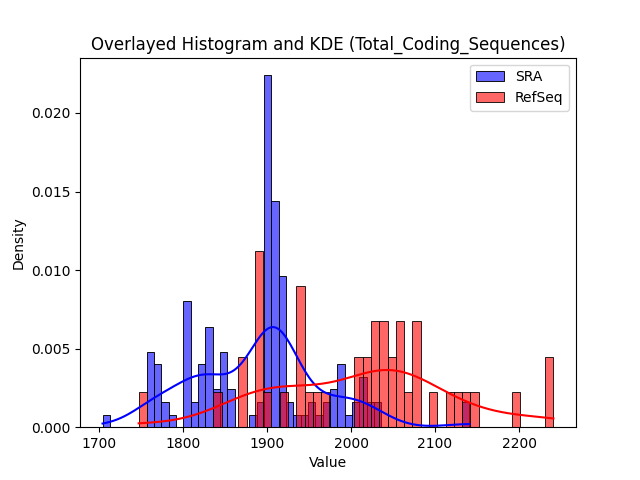 Overlayed Histogram and KDE (Total_Coding_Sequences)
SRA
RefSeq
0.020
0.015
0.010
0.005
0.000
Density
1700 1800 1900 2000 2100 2200
Value